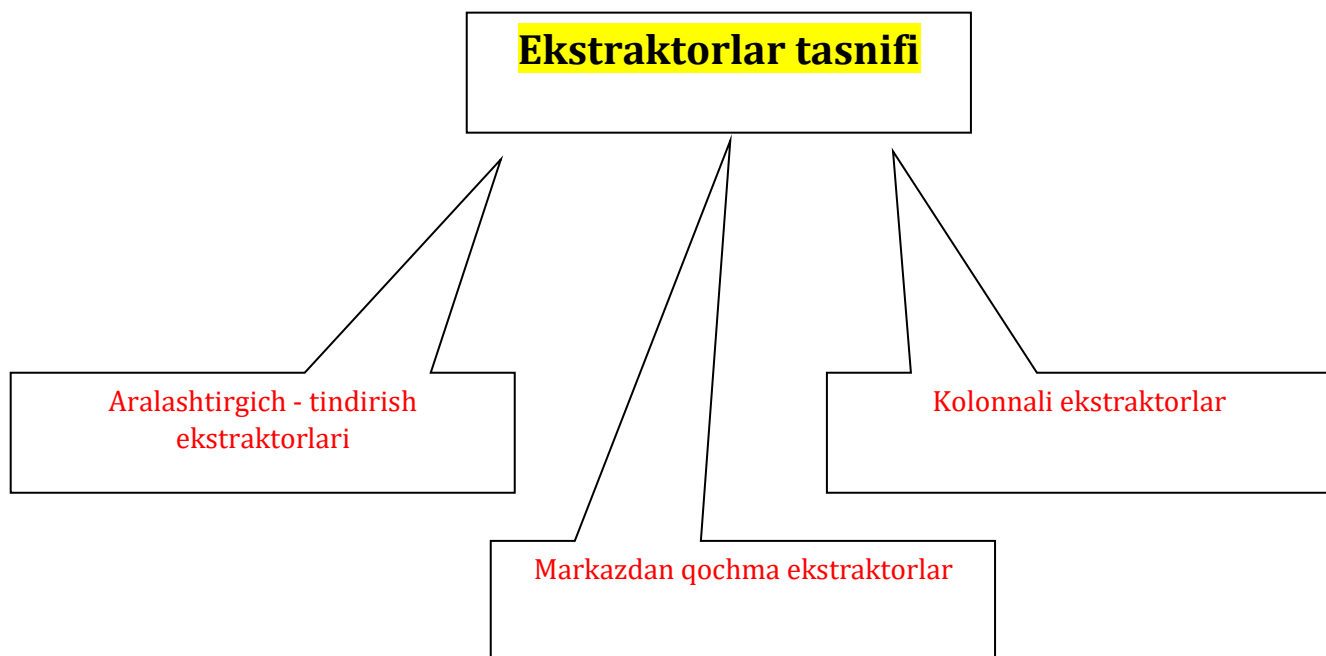 Ekstraktorlar tasnifi
Aralashtirgich - tindirish
ekstraktorlari
Kolonnali ekstraktorlar
Markazdan qochma ekstraktorlar